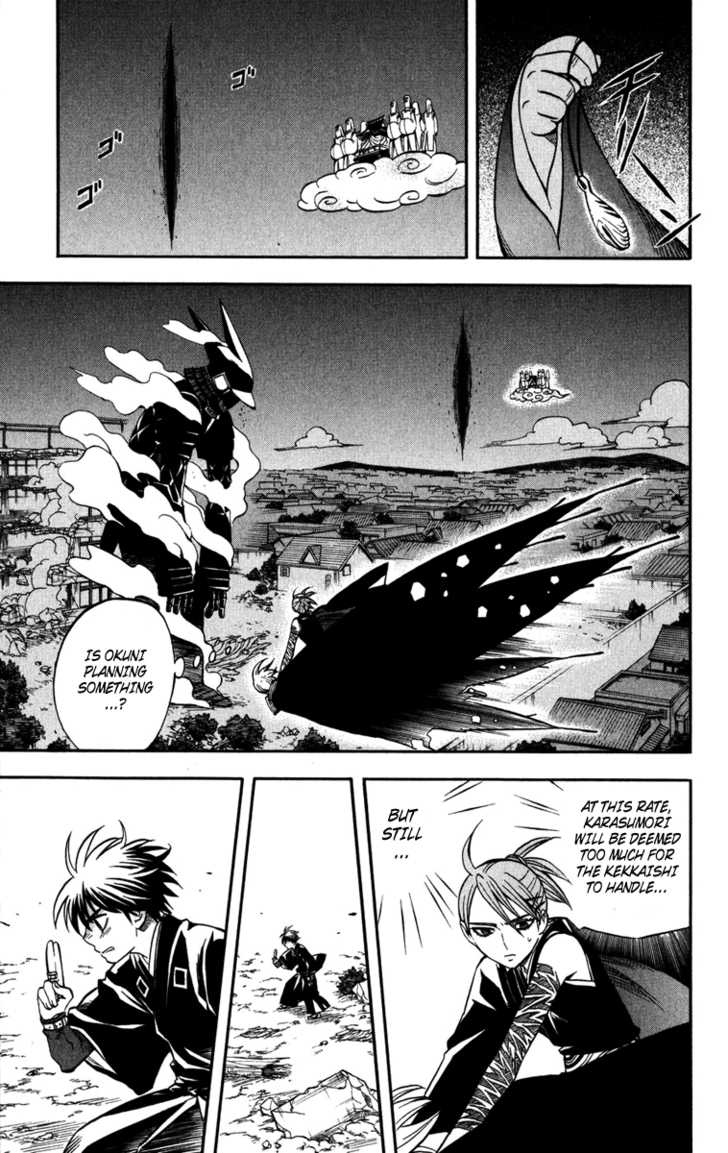 ゴ
ゴ
ゴ
IS OKUNI
PLANNING
SOMETHING
...?
AT THIS RATE,
KARASUMORI
WILL BE DEEMED
TOO MUCH FOR
THE KEKKAISHI
TO HANDLE...
BUT
STILL
...